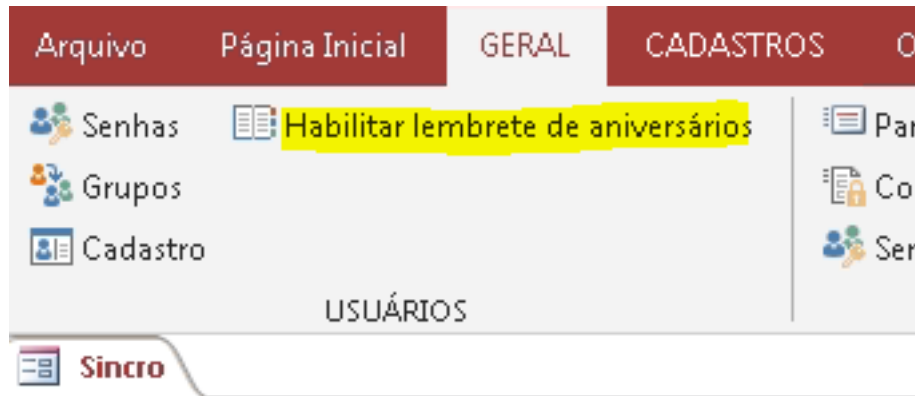 Arquivo Página Inicial GERAL CADASTROS
Senhas Habilitar lembrete de aniversários
Grupos
Cadastro
USUÁRIOS
Sincro